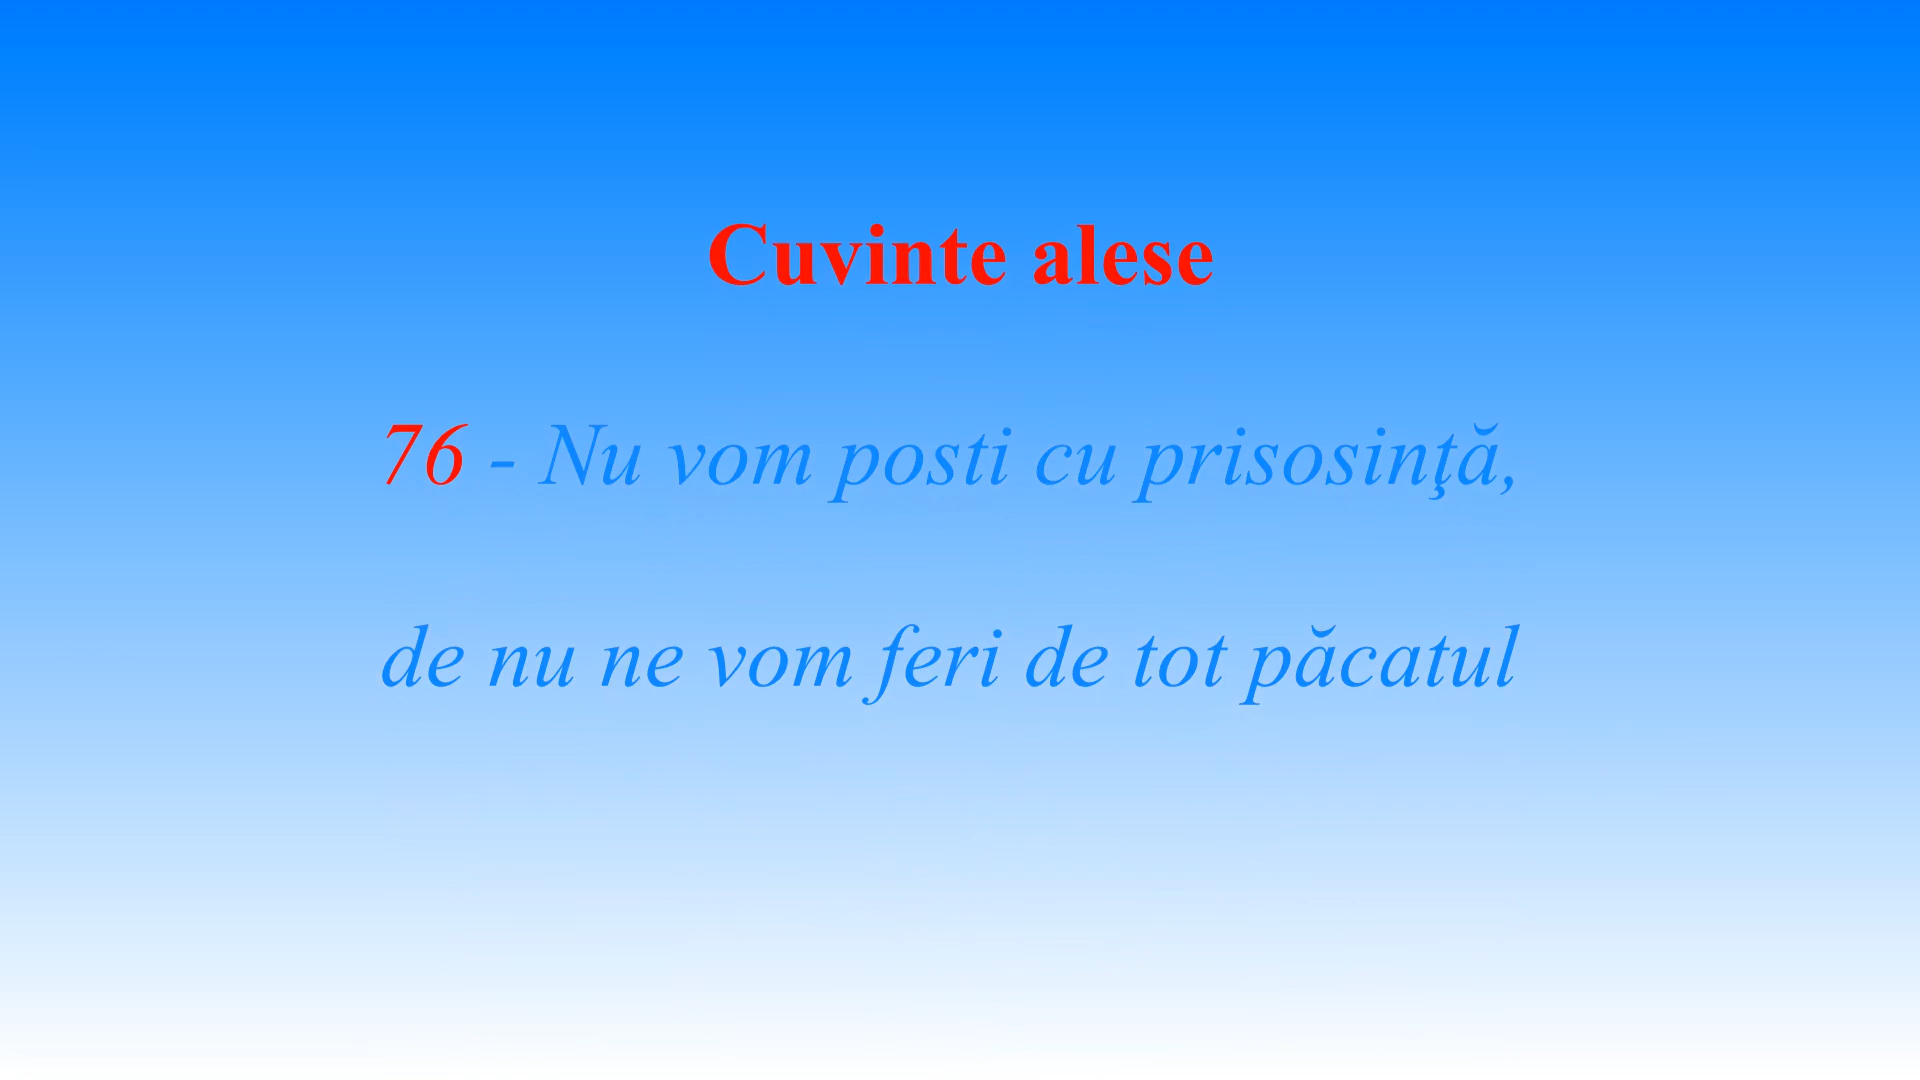 Cuvinte alese
76 - Nu vom posti cu prisosinţă,
de nu ne vom feri de tot păcatul